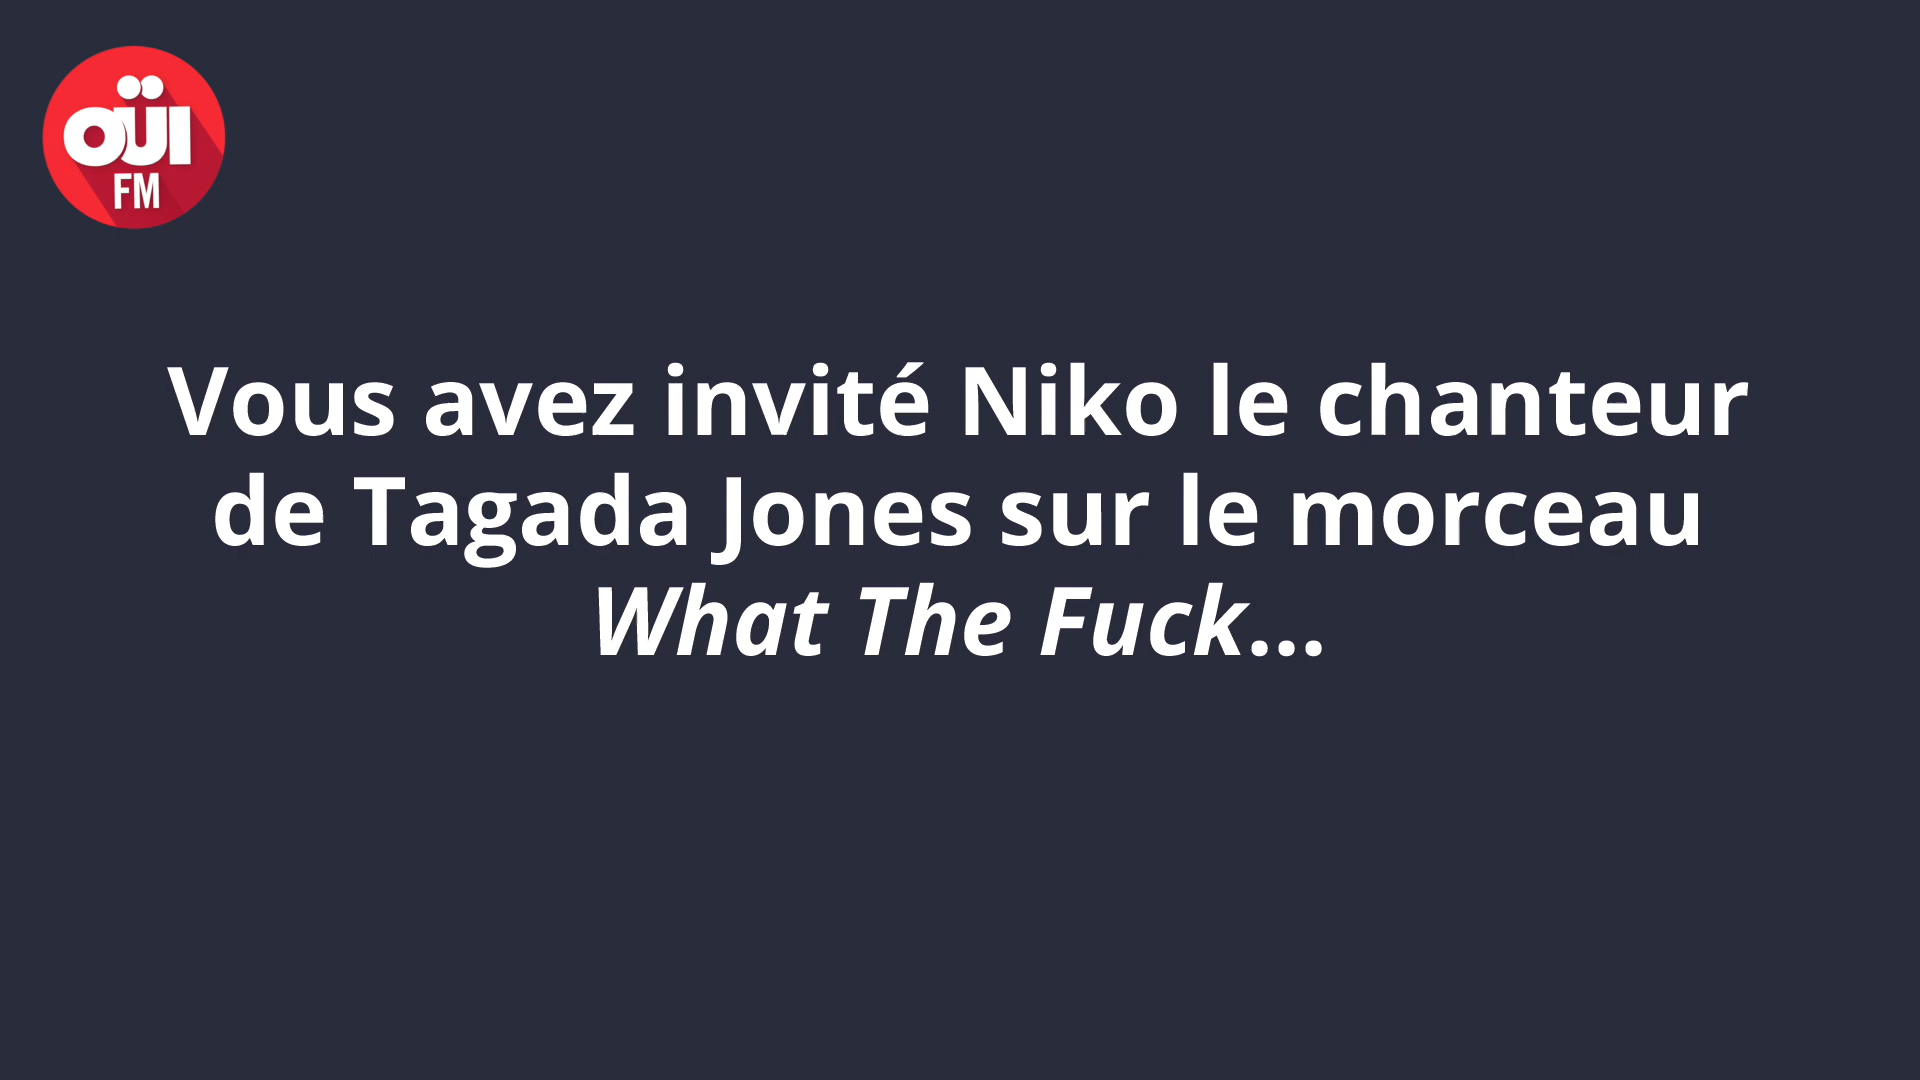 OÜI
FM
Vous avez invité Niko le chanteur
de Tagada Jones sur le morceau
What The Fuck...